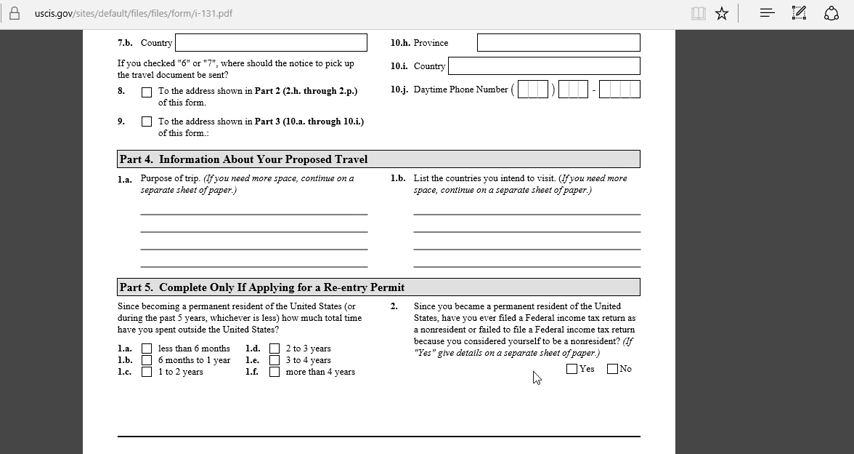 uscis.gov/sites/default/files/files/form/i-131.pdf
7.b. Country
If you checked "6" or "7", where should the notice to pick up
the travel document be sent?
8. To the address shown in Part 2 (2.h. through 2.p.)
of this form.
9. To the address shown in Part 3 (10.a. through 10.i.)
of this form.:
10.h. Province
10.i. Country
10.j. Daytime Phone Number ( ) -
Part 4. Information About Your Proposed Travel
1.a. Purpose of trip. (If you need more space, continue on a
separate sheet of paper.)
1.b. List the countries you intend to visit. (If you need more
space, continue on a separate sheet of paper.)
Part 5. Complete Only If Applying for a Re-entry Permit
Since becoming a permanent resident of the United States (or
during the past 5 years, whichever is less) how much total time
have you spent outside the United States?
1.a. less than 6 months 1.d. 2 to 3 years
1.b. 6 months to 1 year 1.e. 3 to 4 years
1.c. 1 to 2 years 1.f. more than 4 years
2. Since you became a permanent resident of the United
States, have you ever filed a Federal income tax return as
a nonresident or failed to file a Federal income tax return
because you considered yourself to be a nonresident? (If
"Yes" give details on a separate sheet of paper.)
Yes No